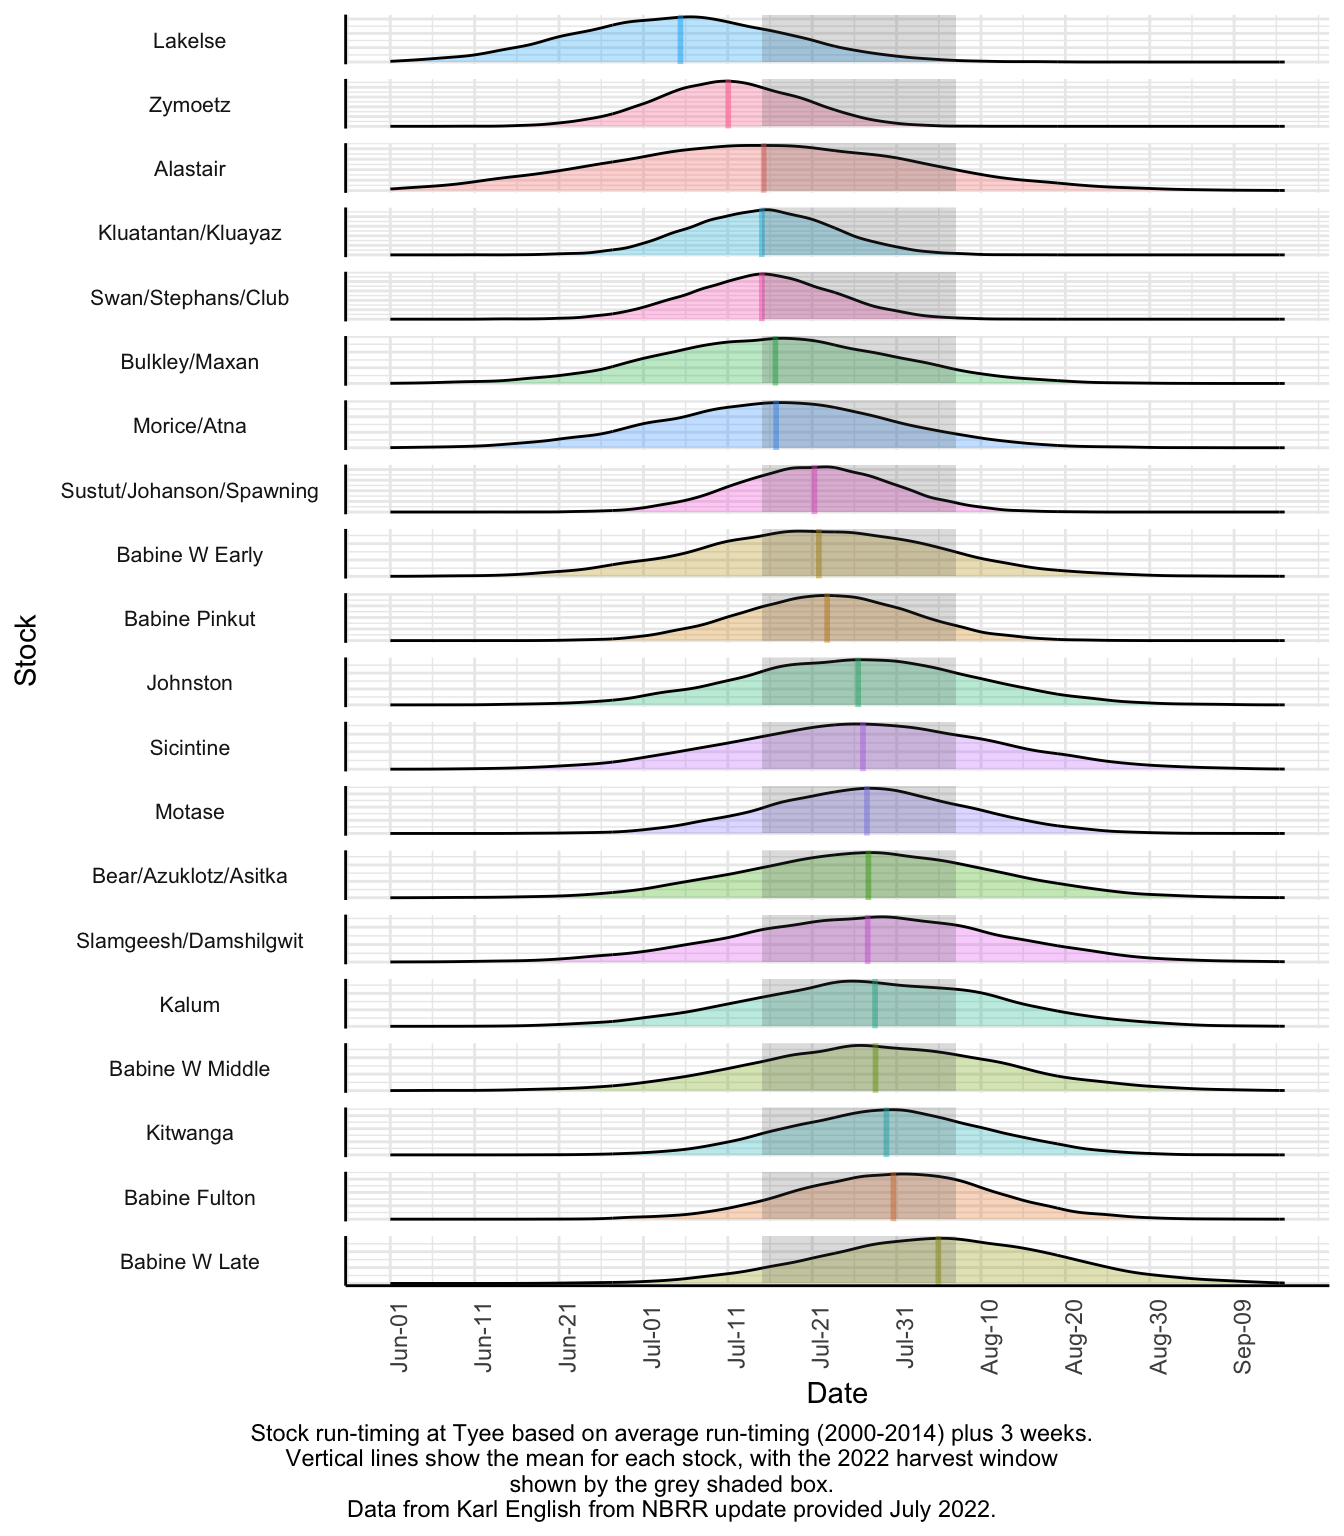 Lakelse
Zymoetz
Alastair
Kluatantan/Kluayaz
Swan/Stephans/Club
Bulkley/Maxan
Morice/Atna
Sustut/Johanson/Spawning
Babine W Early
Babine Pinkut
Johnston
Sicintine
Motase
Bear/Azuklotz/Asitka
Slamgeesh/Damshilgwit
Kalum
Babine W Middle
Kitwanga
Babine Fulton
Babine W Late
Stock
Jun-01
Jun-11
Jun-21
Jul-01
Jul-11
Jul-21
Jul-31
Aug-10
Aug-20
Aug-30
Sep-09
Date
Stock run-timing at Tyee based on average run-timing (2000-2014) plus 3 weeks.
Vertical lines show the mean for each stock, with the 2022 harvest window
shown by the grey shaded box.
Data from Karl English from NBRR update provided July 2022.